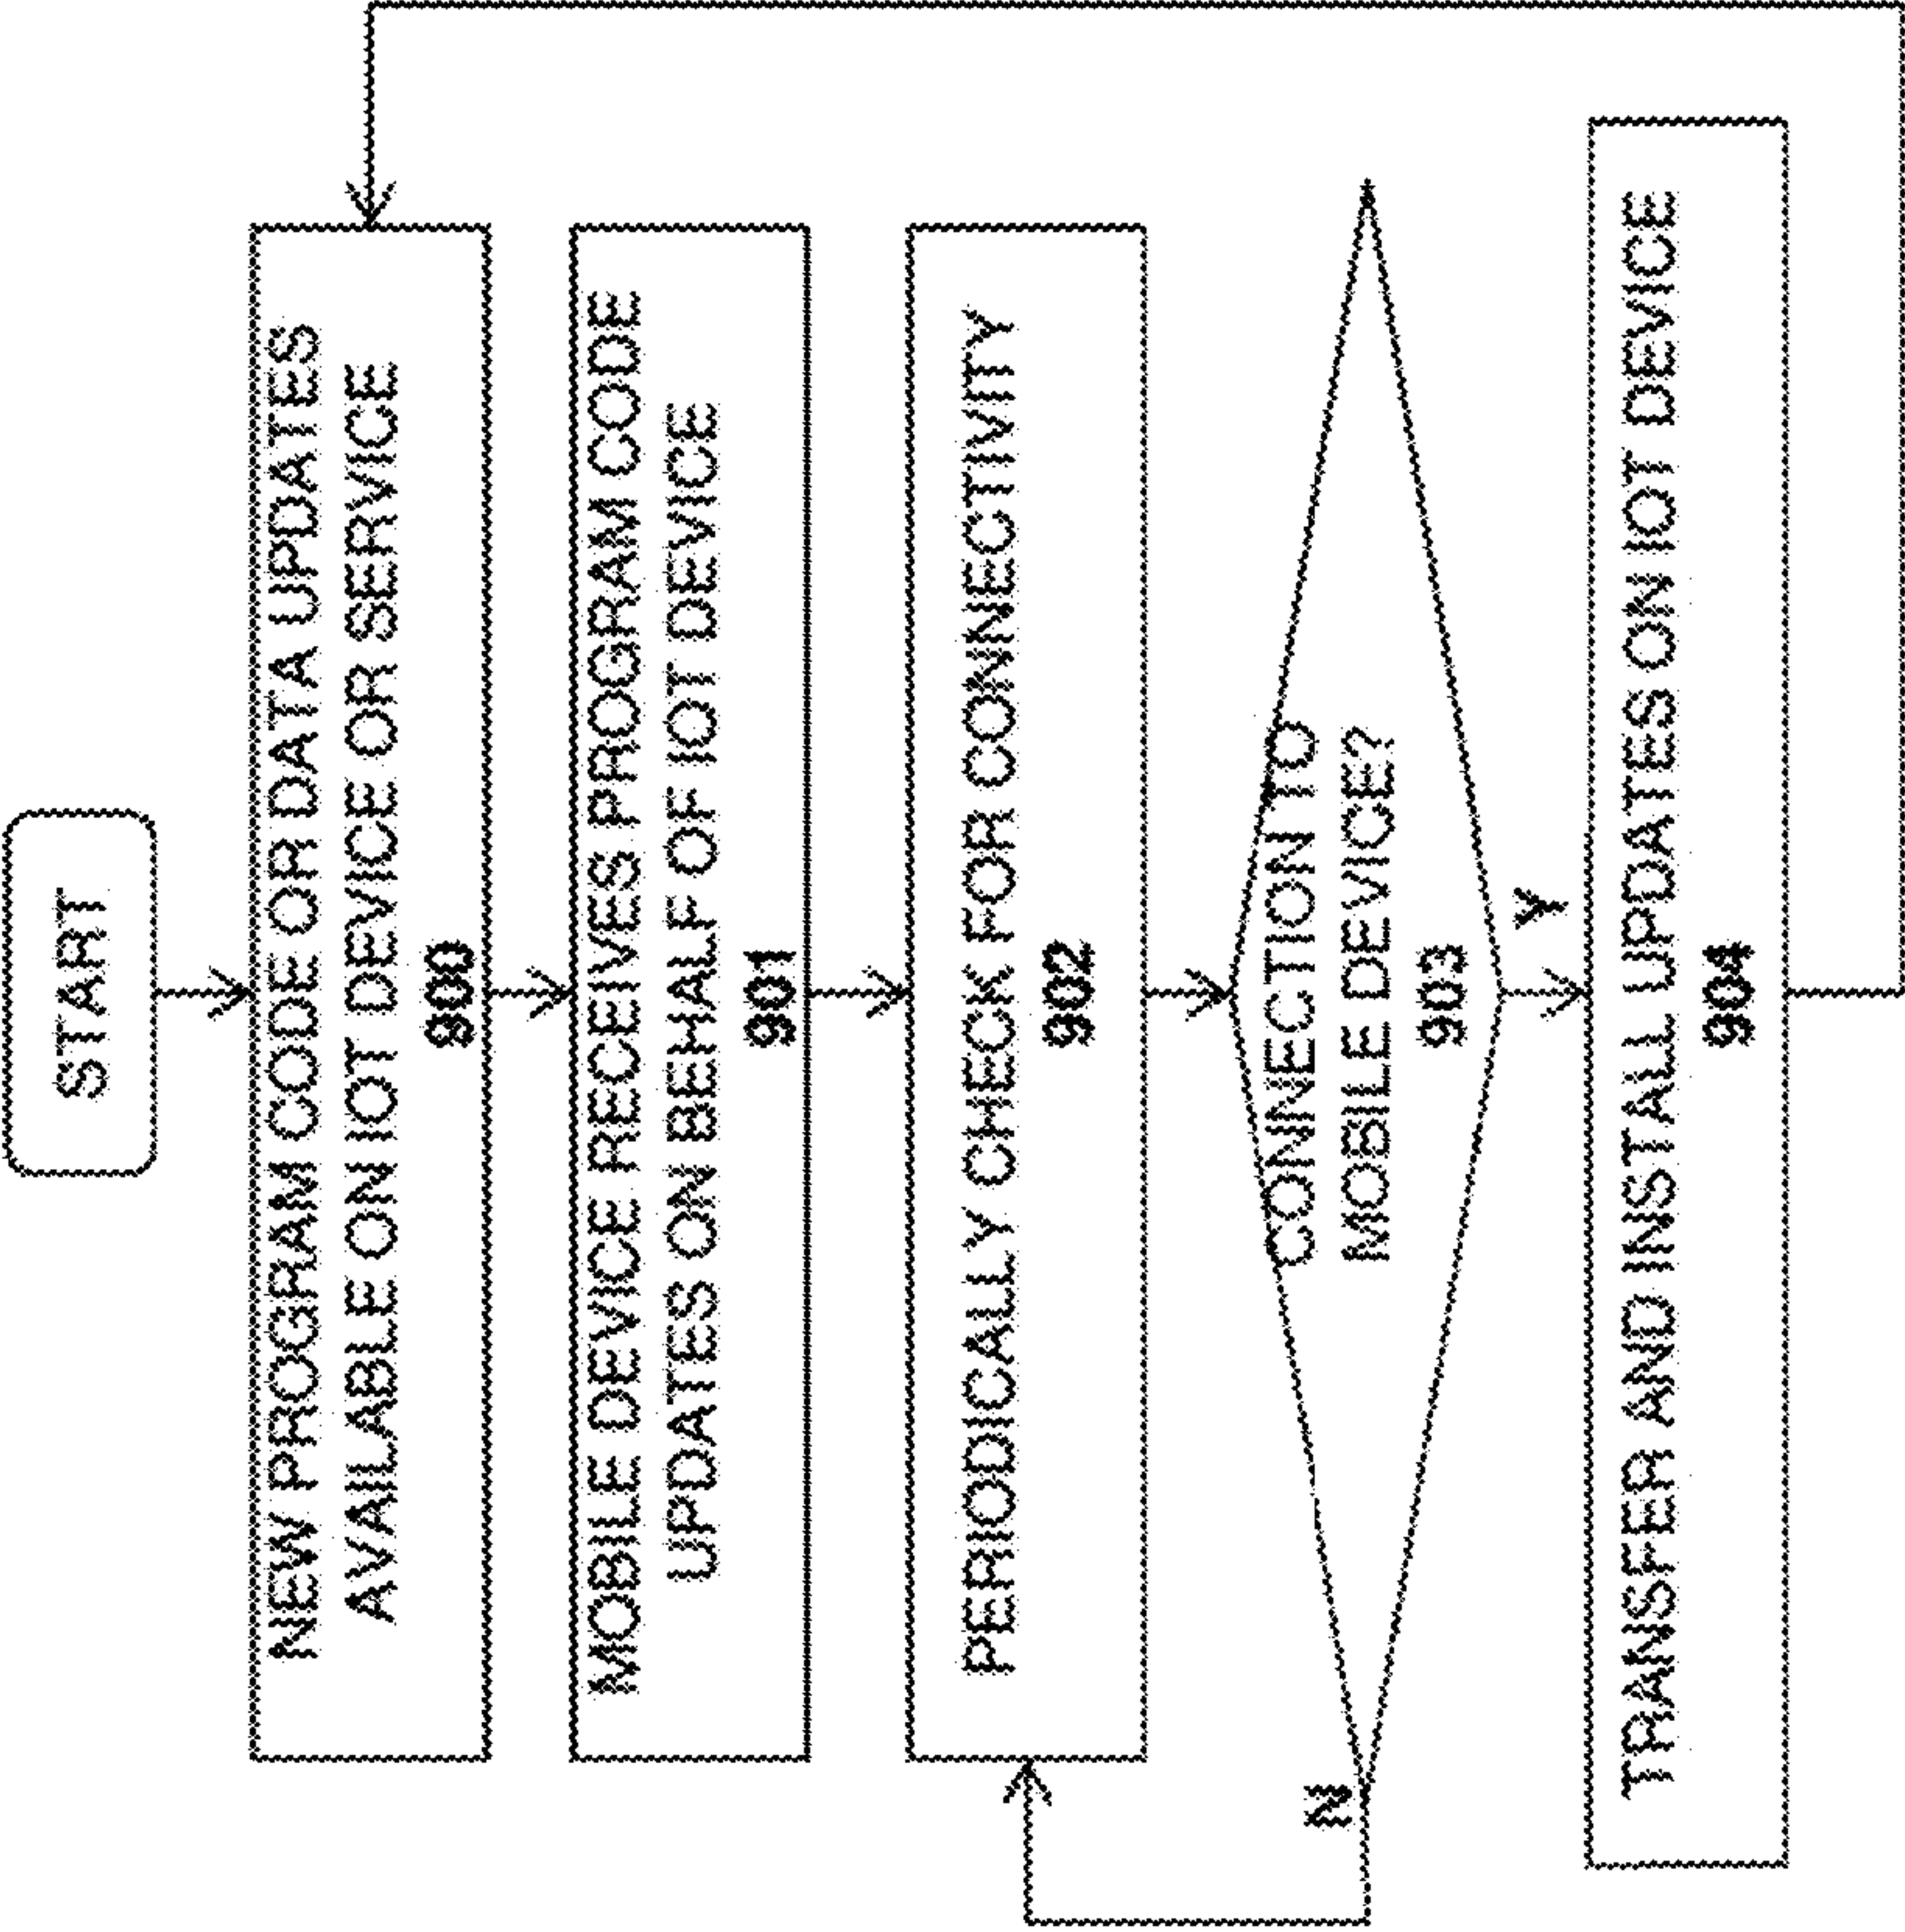 START
NEW PROGRAM CODE OR DATA UPDATES
AVAILABLE ON IOT DEVICE OR SERVICE
900
MOBILE DEVICE RECEIVES PROGRAM CODE
UPDATES ON BEHALF OF IOT DEVICE
901
PERIODICALLY CHECK FOR CONNECTIVITY
902
CONNECTION TO
MOBILE DEVICE?
903
N
Y
TRANSFER AND INSTALL UPDATES ON IOT DEVICE
904